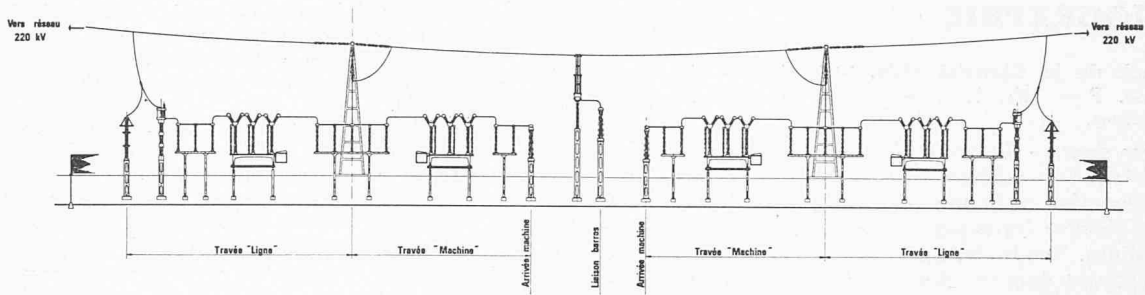 Vers réseau
220 kV
Vers réseau
220 kV
Travée "Ligne"
Travée "Machine"
Arrivée machine
Liaison barres
Arrivée machine
Travée "Machine"
Travée "Ligne"